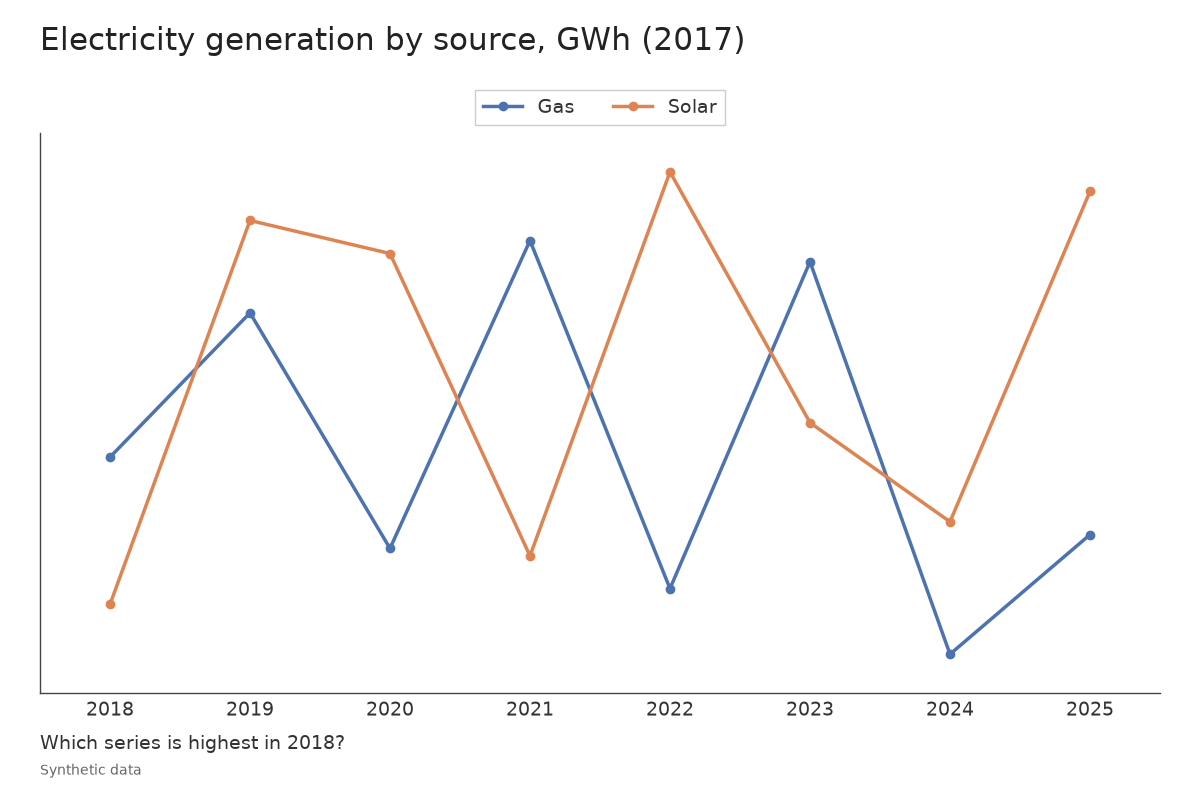 Electricity generation by source, GWh (2017)
Gas Solar
2018 2019 2020 2021 2022 2023 2024 2025
Which series is highest in 2018?
Synthetic data